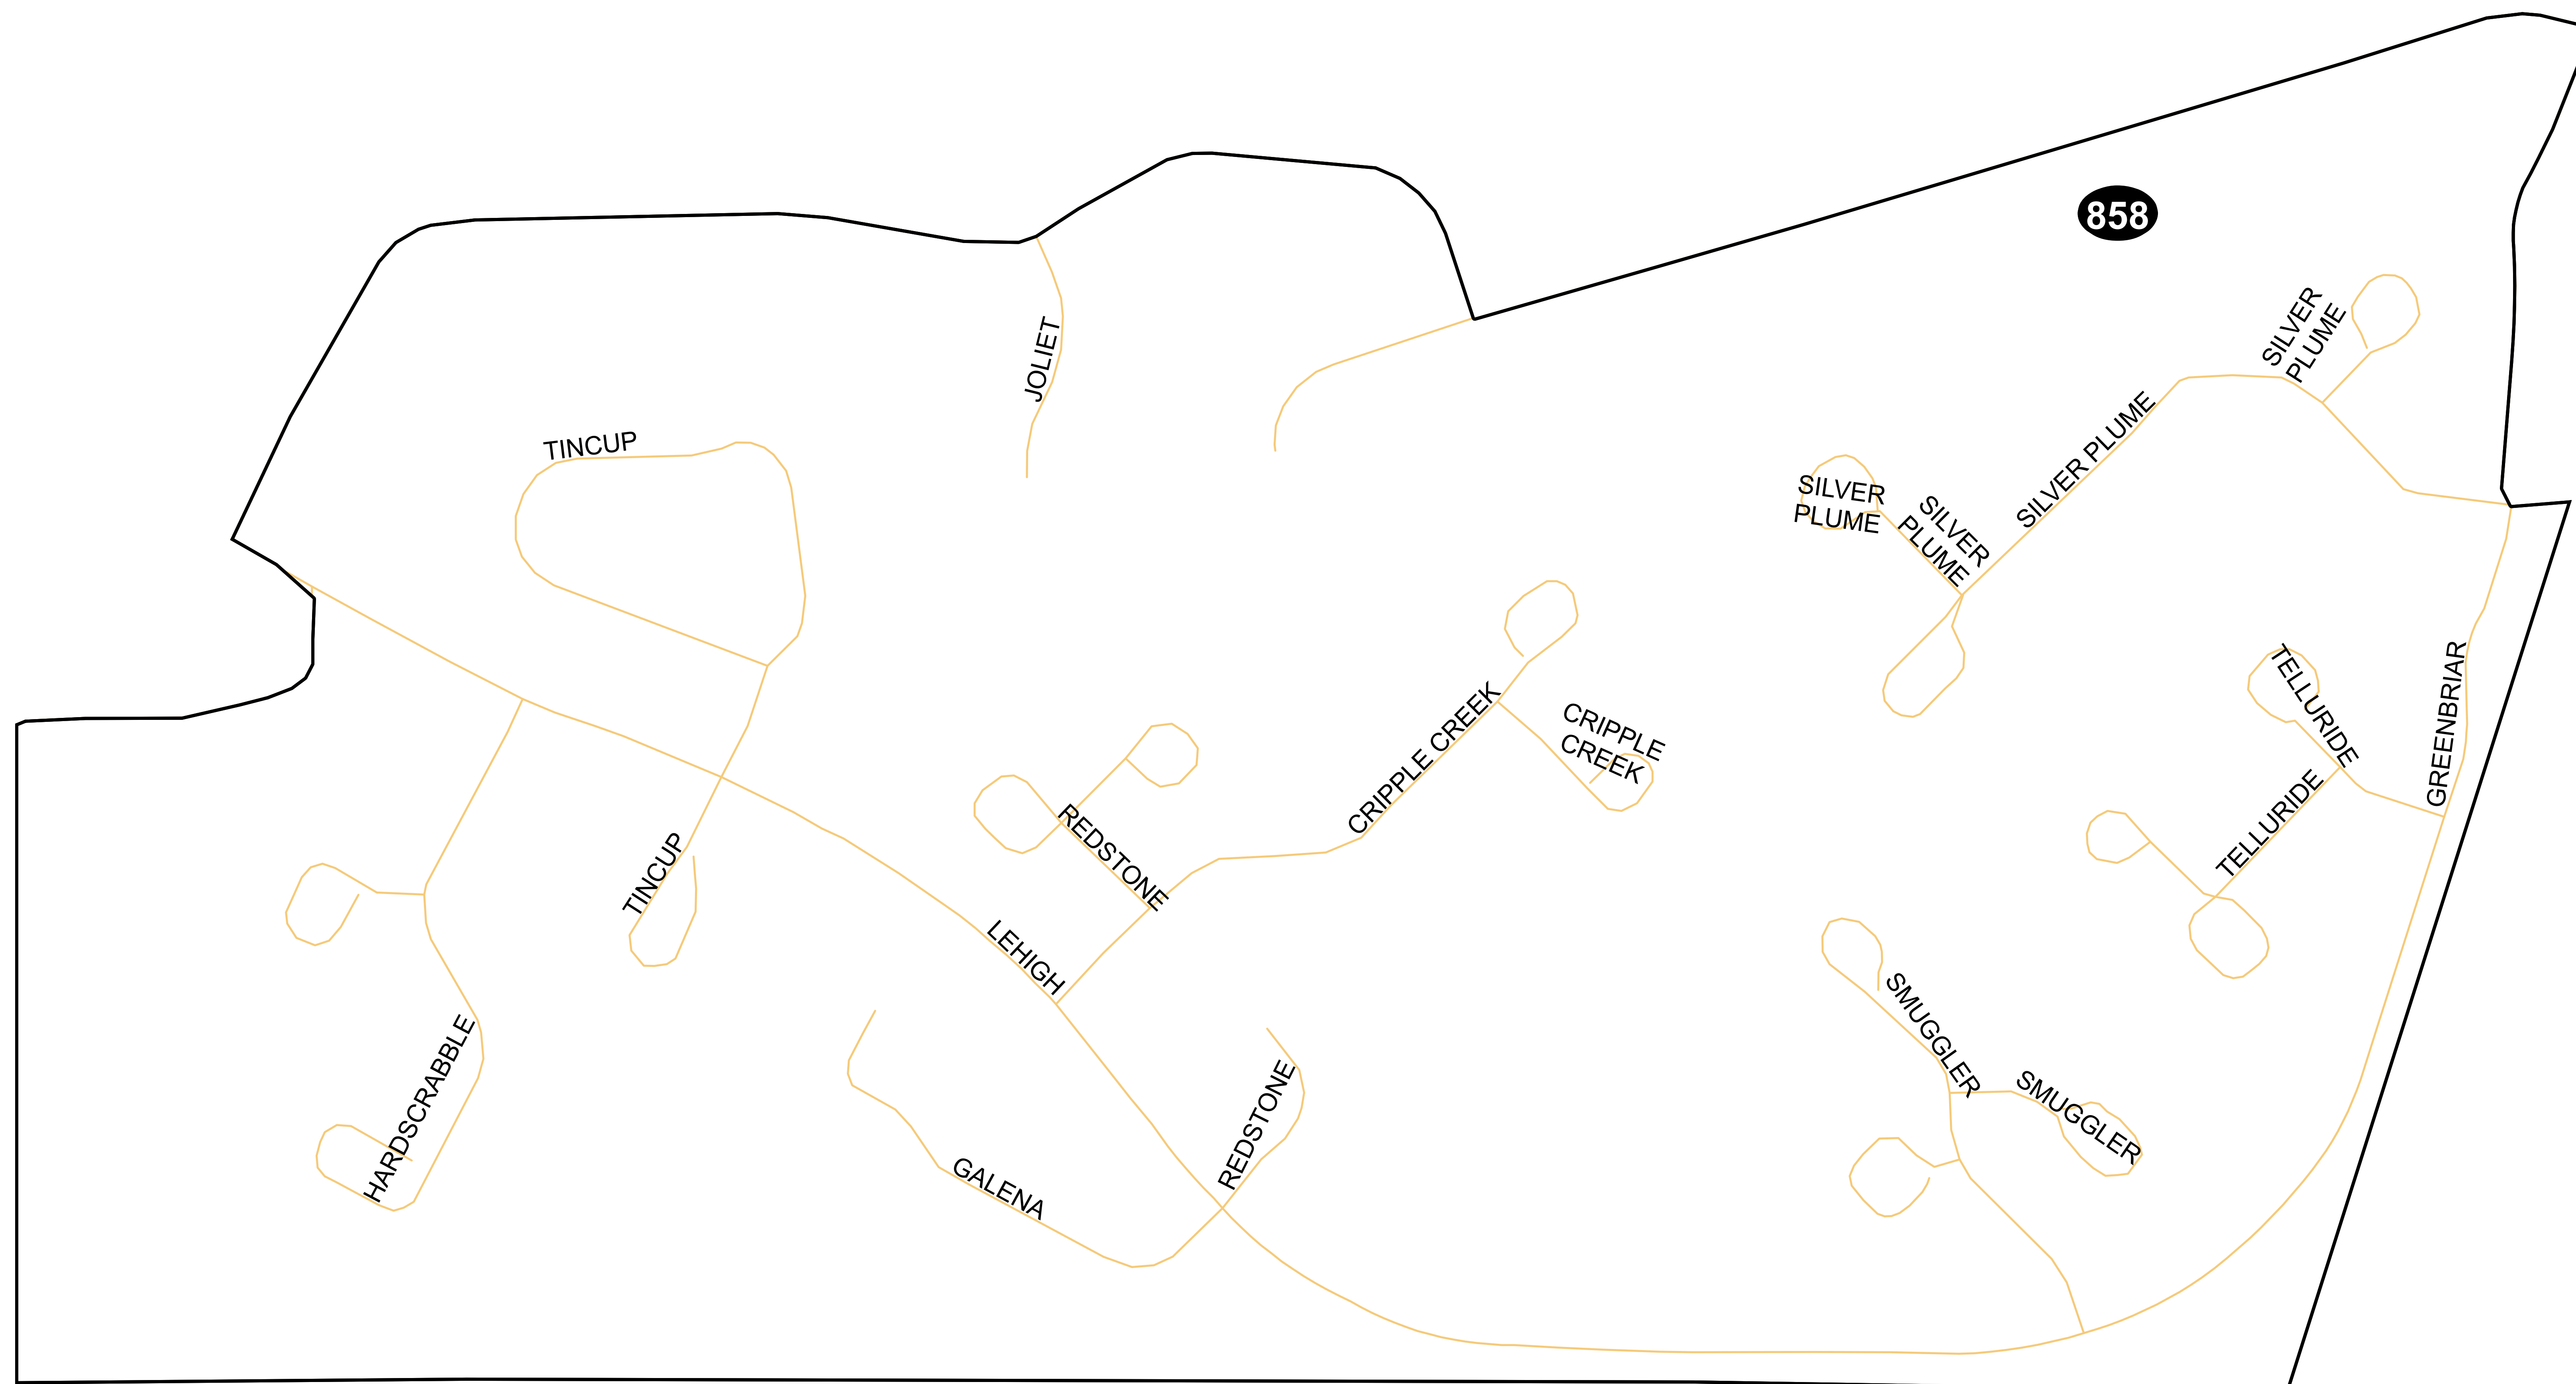 858
SILVER
PLUME
JOLIET
SILVER PLUME
TINCUP
SILVER
PLUME
SILVER
PLUME
GREENBRIAR
TELLURIDE
CRIPPLE CREEK
CRIPPLE
CREEK
TELLURIDE
REDSTONE
TINCUP
LEHIGH
SMUGGLER
HARDSCRABBLE
REDSTONE
SMUGGLER
GALENA